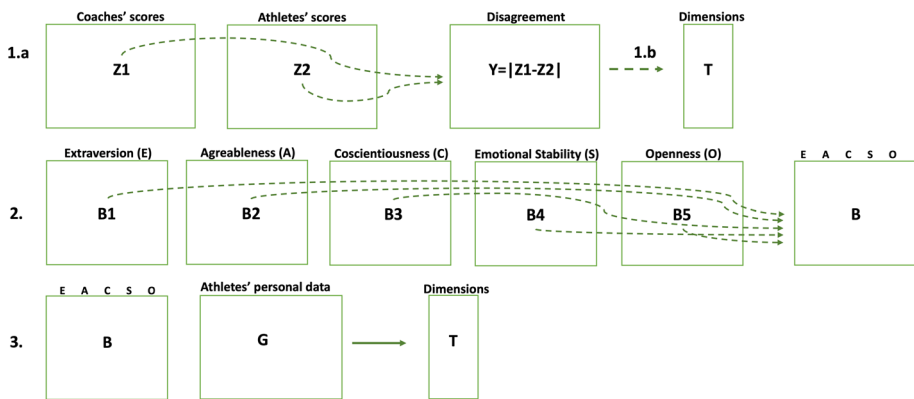 Coaches' scores Athletes' scores Disagreement Dimensions
1.a Z1 Z2 Y=|Z1-Z2| 1.b T
Extraversion (E) Agreableness (A) Coscientiousness (C) Emotional Stability (S) Openness (O) E A C S O
2. B1 B2 B3 B4 B5 B
E A C S O Athletes' personal data Dimensions
3. B G T